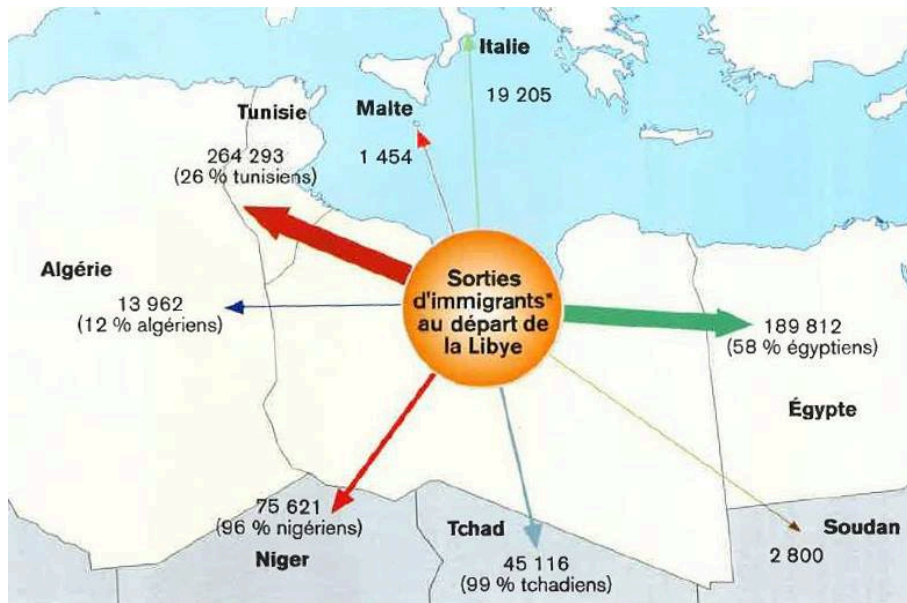 Italie
19 205
Malte
1 454
Tunisie
264 293
(26 % tunisiens)
Algérie
13 962
(12 % algériens)
Sorties
d'immigrants*
au départ de
la Libye
189 812
(58 % égyptiens)
Égypte
75 621
(96 % nigériens)
Niger
Tchad
45 116
(99 % tchadiens)
Soudan
2 800